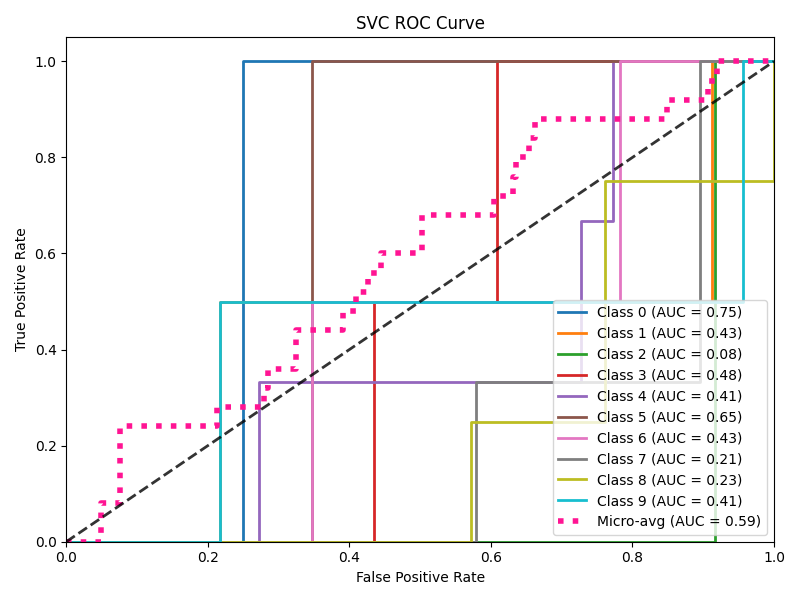 SVC ROC Curve
True Positive Rate
1.0
0.8
0.6
0.4
0.2
0.0
0.0 0.2 0.4 0.6 0.8 1.0
False Positive Rate
Class 0 (AUC = 0.75)
Class 1 (AUC = 0.43)
Class 2 (AUC = 0.08)
Class 3 (AUC = 0.48)
Class 4 (AUC = 0.41)
Class 5 (AUC = 0.65)
Class 6 (AUC = 0.43)
Class 7 (AUC = 0.21)
Class 8 (AUC = 0.23)
Class 9 (AUC = 0.41)
Micro-avg (AUC = 0.59)